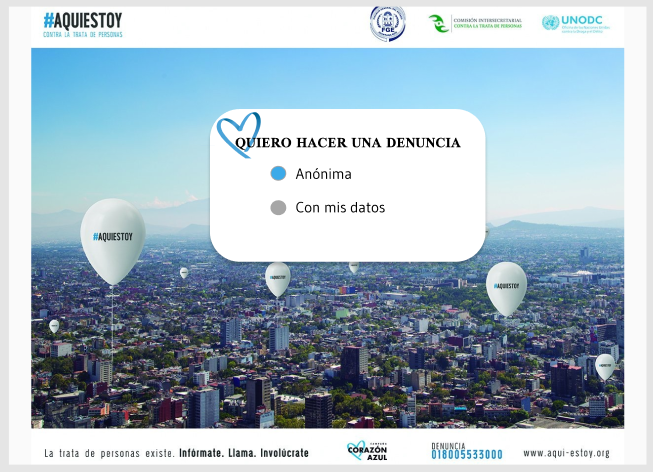 #AQUIESTOY
CONTRA LA TRATA DE PERSONAS
FGE
COMISIÓN INTERSECRETARIAL
CONTRA LA TRATA DE PERSONAS
UNODC
QUIERO HACER UNA DENUNCIA
Anónima
Con mis datos
#AQUIESTOY
#AQUIESTOY
#AQUIESTOY
La trata de personas existe. Infórmate. Llama. Involúcrate
CORAZÓN
AZUL
DENUNCIA
018005533000
www.aqui-estoy.org